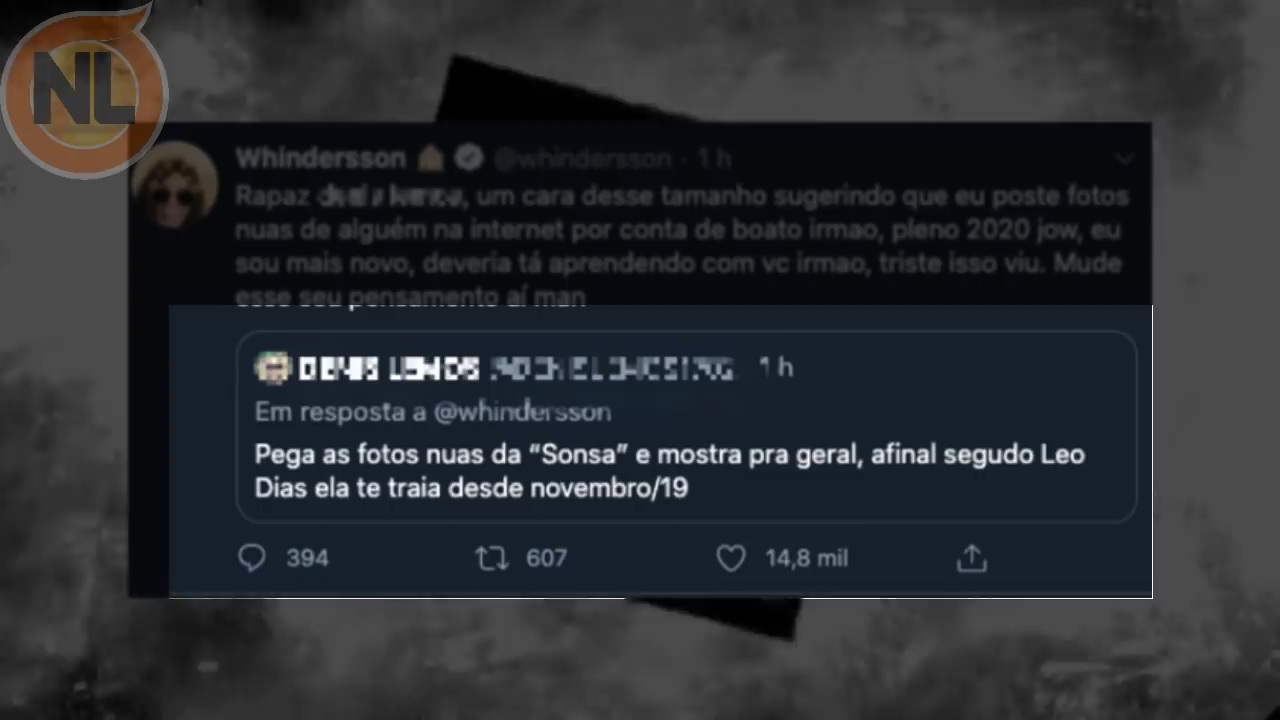 NL
Whindersson @whindersson · 1 h
Rapaz, um cara desse tamanho sugerindo que eu poste fotos
nuas de alguém na internet por conta de boato irmao, pleno 2020 jow, eu
sou mais novo, deveria tá aprendendo com vc irmao, triste isso viu. Mude
esse seu pensamento aí man
1 h
Em resposta a @whindersson
Pega as fotos nuas da “Sonsa” e mostra pra geral, afinal segudo Leo
Dias ela te traia desde novembro/19
394 607 14,8 mil